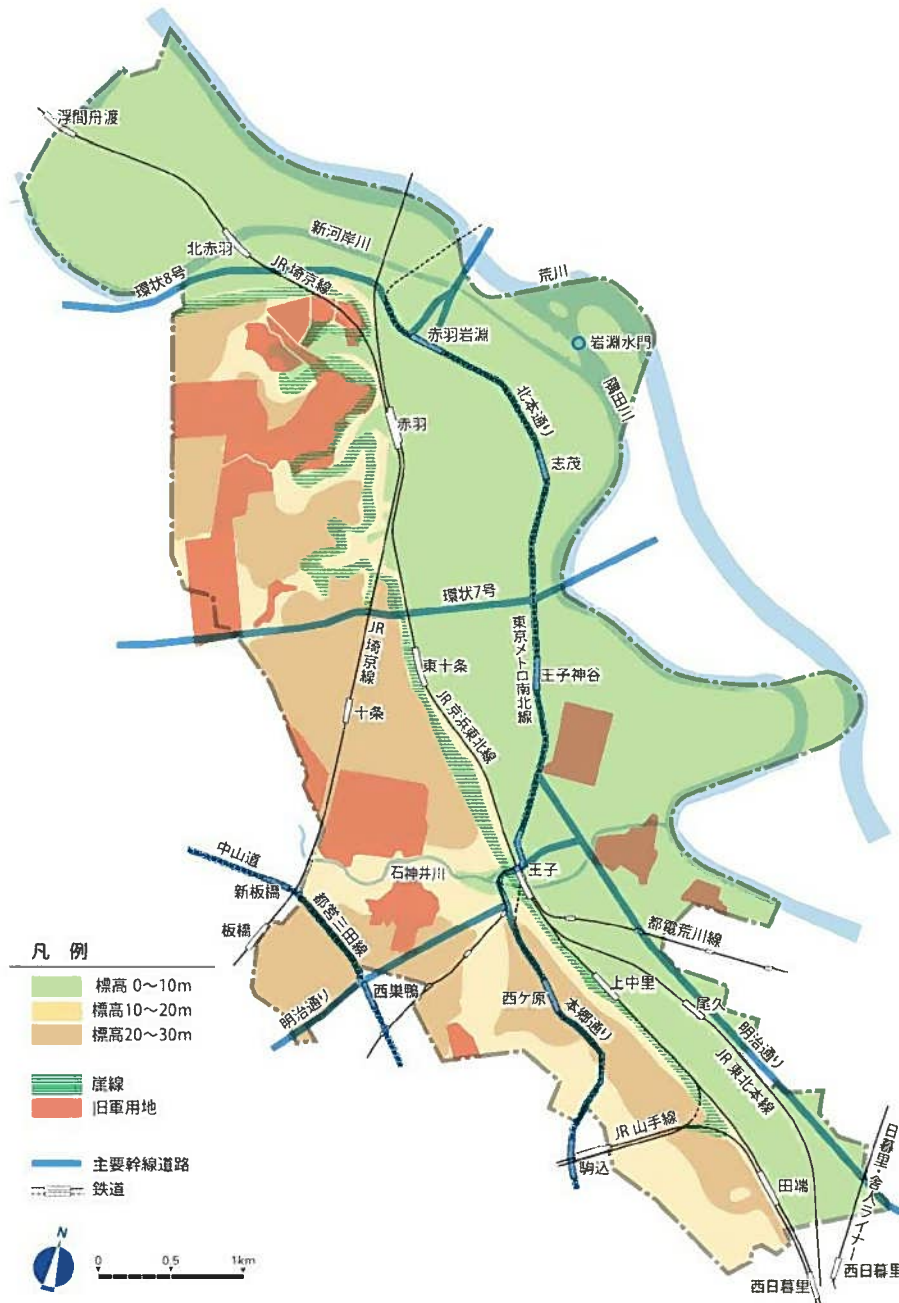 浮間舟渡
新河岸川
北赤羽
JR埼京線
環状8号
荒川
赤羽岩淵
岩淵水門
隅田川
北本通り
赤羽
志茂
環状7号
JR埼京線
東京メトロ南北線
東十条
王子神谷
十条
JR京浜東北線
中山道
石神井川
王子
新板橋
都営三田線
板橋
都電荒川線
凡 例
標高 0〜10m
標高10〜20m
標高20〜30m
崖線
旧軍用地
主要幹線道路
鉄道
西巣鴨
明治通り
上中里
西ケ原
本郷通り
尾久
明治通り
JR 東北本線
JR 山手線
駒込
田端
日暮里・舎人ライナー
西日暮里
西日暮里
N
0 0.5 1km